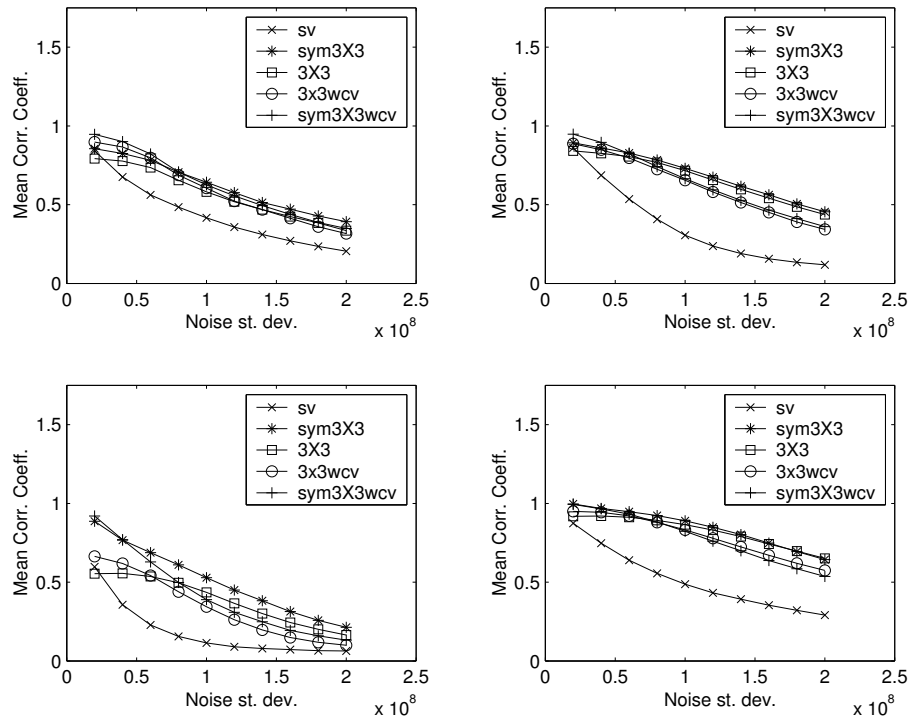 1.5
1
0.5
0
Mean Corr. Coeff.
sv
sym3X3
3X3
3x3wcv
sym3X3wcv
0 0.5 1 1.5 2 2.5
Noise st. dev.
x 10^8
1.5
1
0.5
0
Mean Corr. Coeff.
sv
sym3X3
3X3
3x3wcv
sym3X3wcv
0 0.5 1 1.5 2 2.5
Noise st. dev.
x 10^8
1.5
1
0.5
0
Mean Corr. Coeff.
sv
sym3X3
3X3
3x3wcv
sym3X3wcv
0 0.5 1 1.5 2 2.5
Noise st. dev.
x 10^8
1.5
1
0.5
0
Mean Corr. Coeff.
sv
sym3X3
3X3
3x3wcv
sym3X3wcv
0 0.5 1 1.5 2 2.5
Noise st. dev.
x 10^8